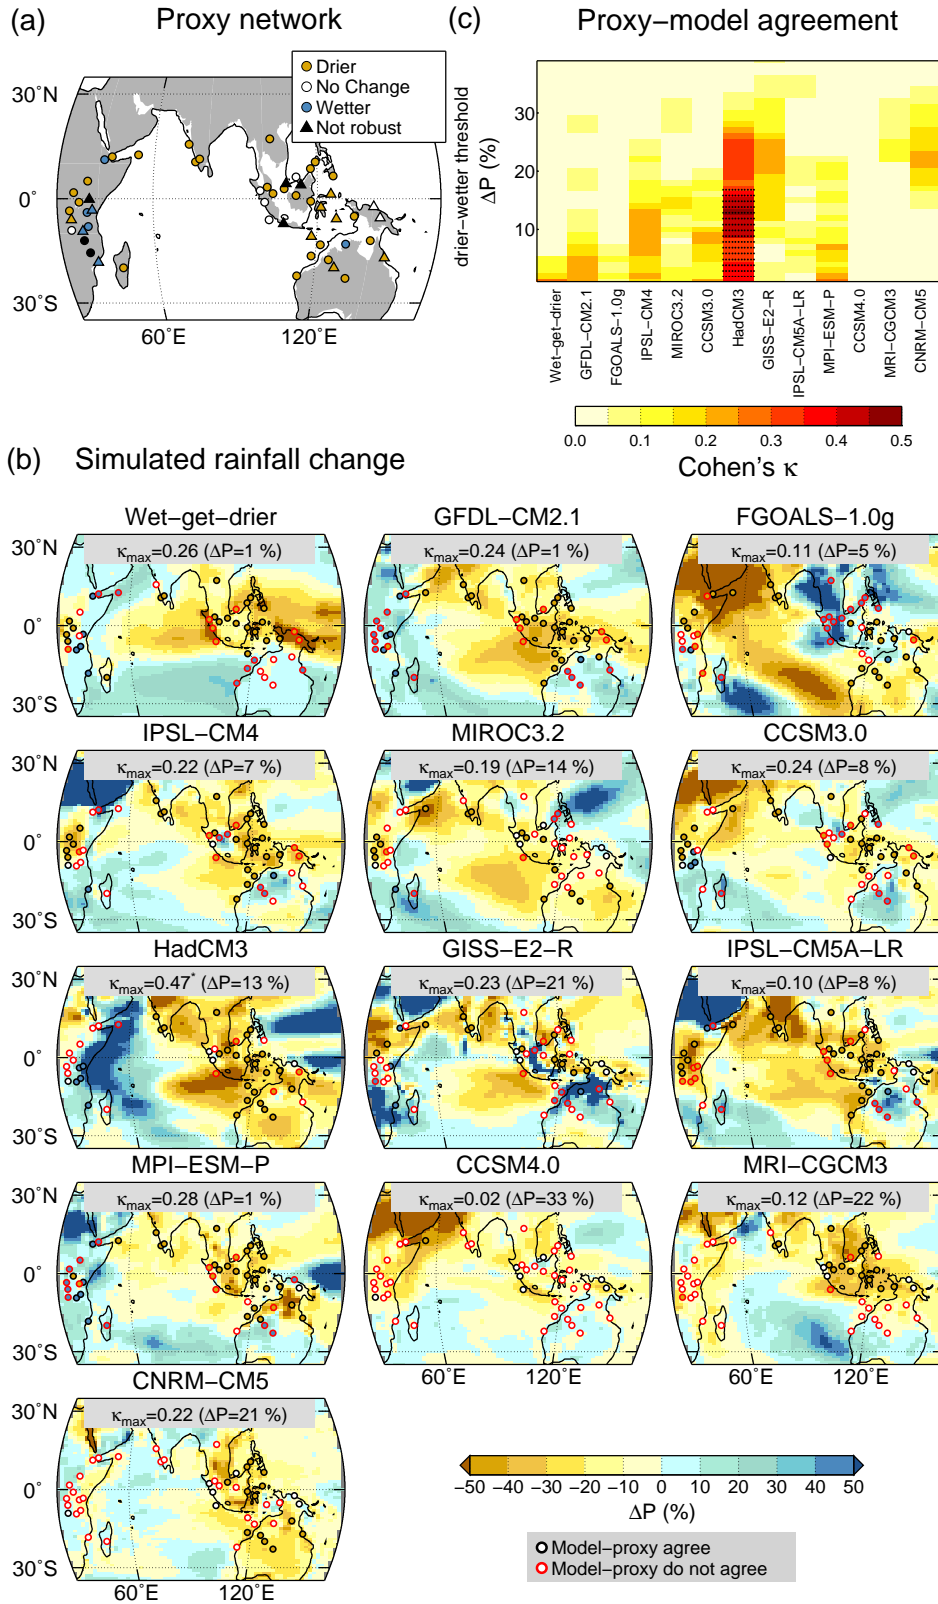 (a) Proxy network
Drier
No Change
Wetter
Not robust
30°N
0°
30°S
60°E
120°E
(c) Proxy−model agreement
drier−wetter threshold
ΔP (%)
30
20
10
Wet−get−drier
GFDL−CM2.1
FGOALS−1.0g
IPSL−CM4
MIROC3.2
CCSM3.0
HadCM3
GISS−E2−R
IPSL−CM5A−LR
MPI−ESM−P
CCSM4.0
MRI−CGCM3
CNRM−CM5
0.0 0.1 0.2 0.3 0.4 0.5
Cohen's κ
(b) Simulated rainfall change
Wet−get−drier
κmax=0.26 (ΔP=1 %)
GFDL−CM2.1
κmax=0.24 (ΔP=1 %)
FGOALS−1.0g
κmax=0.11 (ΔP=5 %)
30°N
0°
30°S
IPSL−CM4
κmax=0.22 (ΔP=7 %)
MIROC3.2
κmax=0.19 (ΔP=14 %)
CCSM3.0
κmax=0.24 (ΔP=8 %)
30°N
0°
30°S
HadCM3
κmax=0.47* (ΔP=13 %)
GISS−E2−R
κmax=0.23 (ΔP=21 %)
IPSL−CM5A−LR
κmax=0.10 (ΔP=8 %)
30°N
0°
30°S
MPI−ESM−P
κmax=0.28 (ΔP=1 %)
CCSM4.0
κmax=0.02 (ΔP=33 %)
MRI−CGCM3
κmax=0.12 (ΔP=22 %)
30°N
0°
30°S
60°E 120°E
60°E 120°E
CNRM−CM5
κmax=0.22 (ΔP=21 %)
30°N
0°
30°S
60°E 120°E
−50 −40 −30 −20 −10 0 10 20 30 40 50
ΔP (%)
Model−proxy agree
Model−proxy do not agree